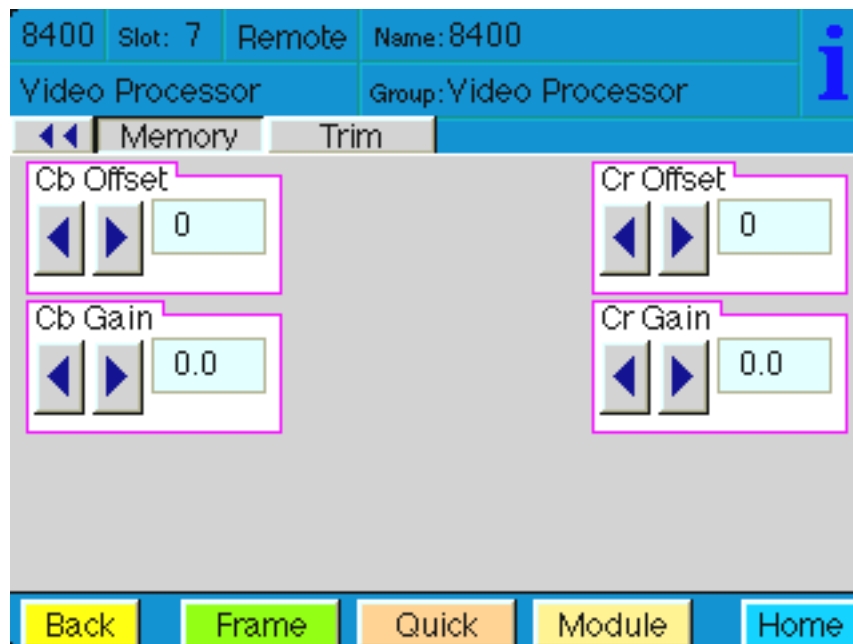 8400 Slot: 7 Remote Name: 8400
Video Processor Group: Video Processor
i
Memory Trim
Cb Offset Cr Offset
0 0
Cb Gain Cr Gain
0.0 0.0
Back Frame Quick Module Home